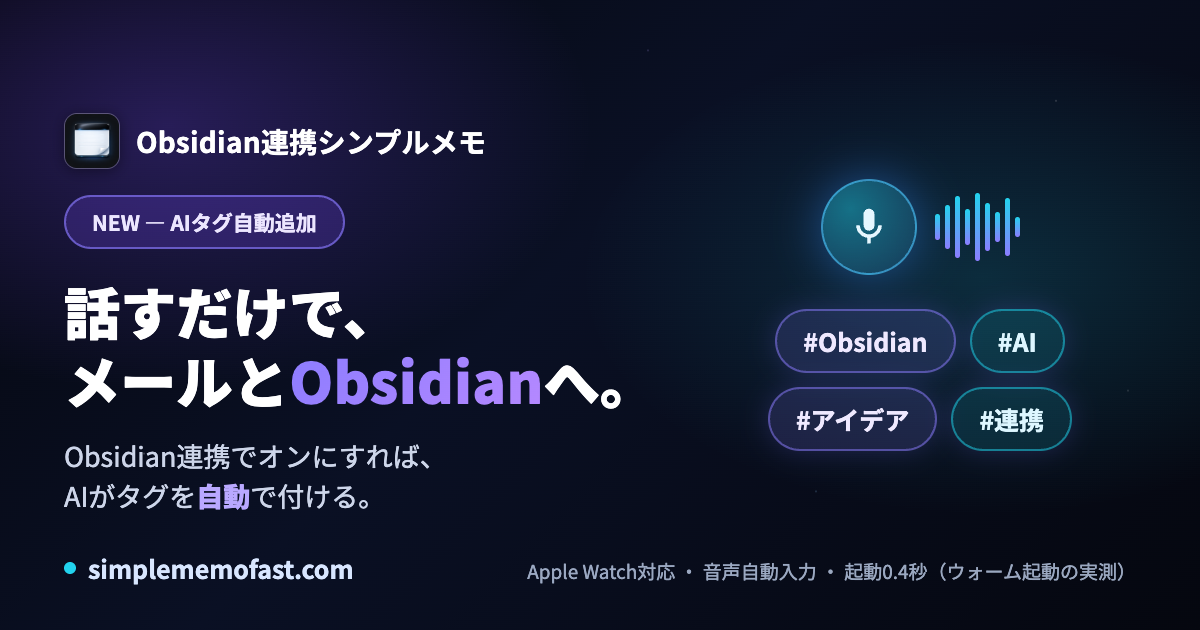 Obsidian連携シンプルメモ
NEW — AIタグ自動追加
話すだけで、
メールとObsidianへ。
Obsidian連携でオンにすれば、
AIがタグを自動で付ける。
simplememofast.com
#Obsidian #AI
#アイデア #連携
Apple Watch対応 ・ 音声自動入力 ・ 起動0.4秒（ウォーム起動の実測）